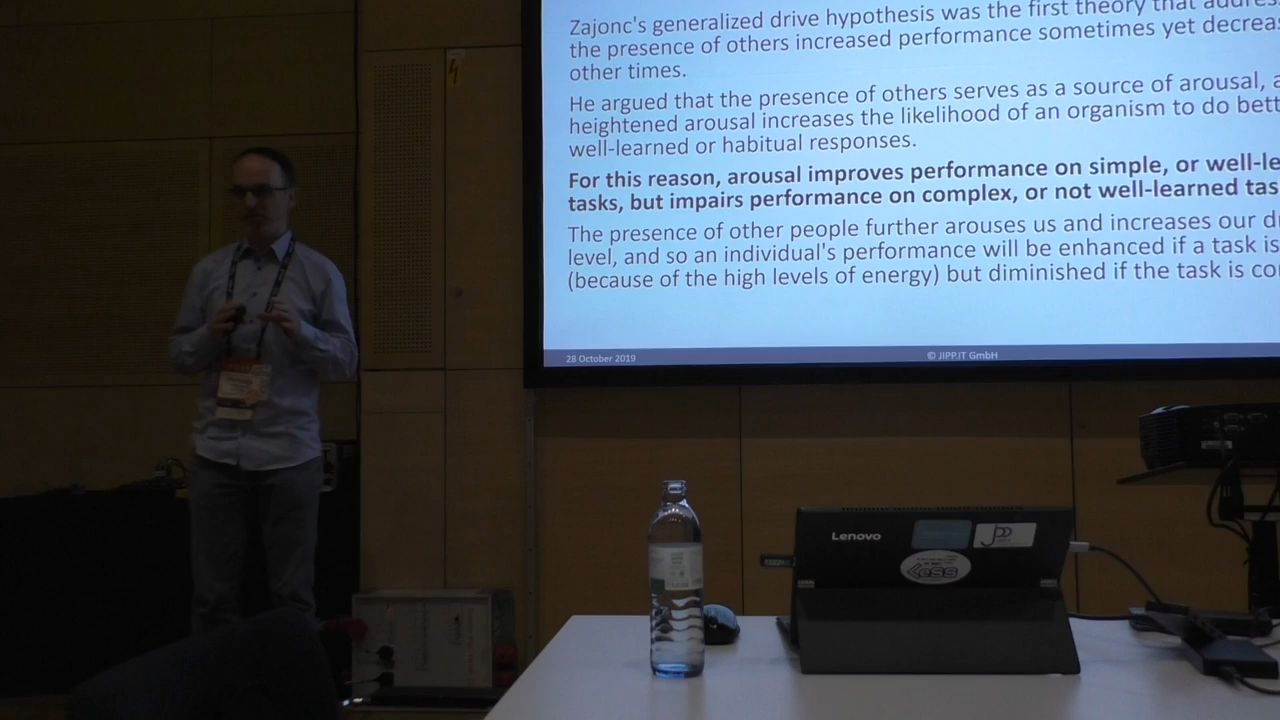 Zajonc's generalized drive hypothesis was the first theory that
the presence of others increased performance sometimes yet
other times.
He argued that the presence of others serves as a source of arousal,
heightened arousal increases the likelihood of an organism to do
well-learned or habitual responses.
For this reason, arousal improves performance on simple, or
tasks, but impairs performance on complex, or not well-learned
The presence of other people further arouses us and increases our
level, and so an individual's performance will be enhanced if a task is
(because of the high levels of energy) but diminished if the task is
28 October 2019
© JIPP.IT GmbH
Lenovo